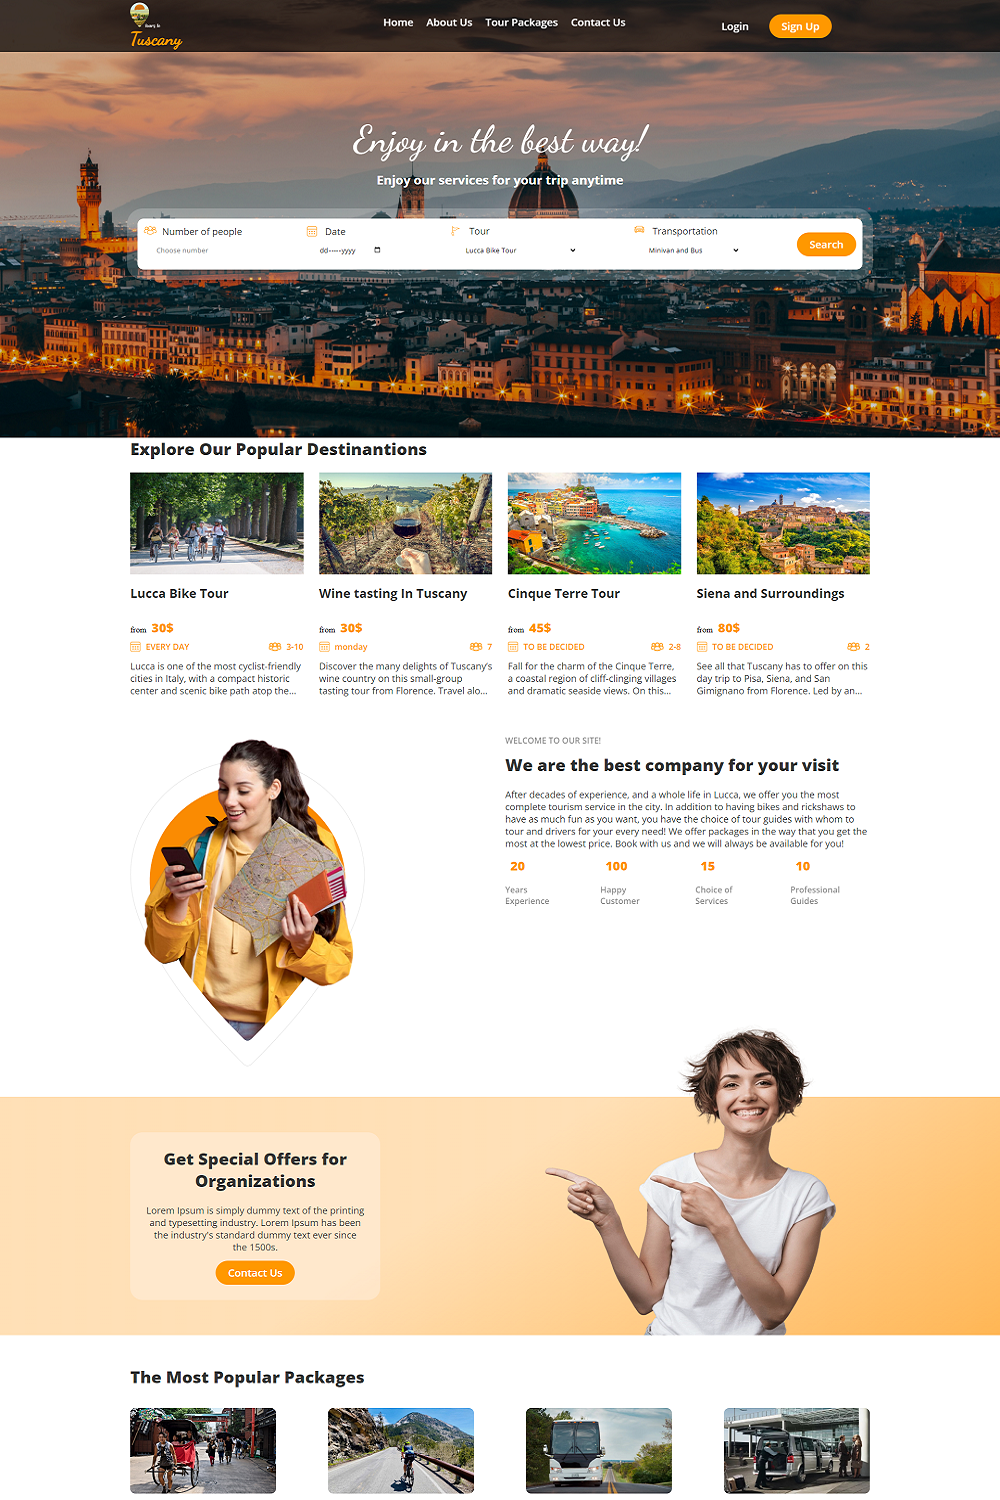 Tuscany
Home About Us Tour Packages Contact Us
Login Sign Up
Enjoy in the best way!
Enjoy our services for your trip anytime
Number of people Date Tour Transportation
Choose number dd-----yyyy Lucca Bike Tour Minivan and Bus
Search
Explore Our Popular Destinantions
Lucca Bike Tour
from 30$
EVERY DAY 3-10
Lucca is one of the most cyclist-friendly
cities in Italy, with a compact historic
center and scenic bike path atop the...
Wine tasting In Tuscany
from 30$
monday 7
Discover the many delights of Tuscany's
wine country on this small-group
tasting tour from Florence. Travel alo...
Cinque Terre Tour
from 45$
TO BE DECIDED 2-8
Fall for the charm of the Cinque Terre,
a coastal region of cliff-clinging villages
and dramatic seaside views. On this...
Siena and Surroundings
from 80$
TO BE DECIDED 2
See all that Tuscany has to offer on this
day trip to Pisa, Siena, and San
Gimignano from Florence. Led by an...
WELCOME TO OUR SITE!
We are the best company for your visit
After decades of experience, and a whole life in Lucca, we offer you the most
complete tourism service in the city. In addition to having bikes and rickshaws to
have as much fun as you want, you have the choice of tour guides with whom to
tour and drivers for your every need! We offer packages in the way that you get the
most at the lowest price. Book with us and we will always be available for you!
20 100 15 10
Years Happy Choice of Professional
Experience Customer Services Guides
Get Special Offers for
Organizations
Lorem Ipsum is simply dummy text of the printing
and typesetting industry. Lorem Ipsum has been
the industry's standard dummy text ever since
the 1500s.
Contact Us
The Most Popular Packages